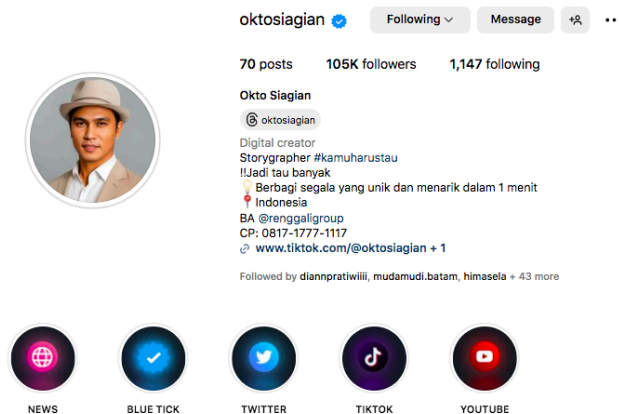 oktosiagian Following Message
70 posts 105K followers 1,147 following
Okto Siagian
oktosiagian
Digital creator
Storygrapher #kamuharustau
!!Jadi tau banyak
💡Berbagi segala yang unik dan menarik dalam 1 menit
📍Indonesia
BA @renggaligroup
CP: 0817-1777-1117
www.tiktok.com/@oktosiagian + 1
Followed by diannpratiwiiii, mudamudi.batam, himasela + 43 more
NEWS BLUE TICK TWITTER TIKTOK YOUTUBE